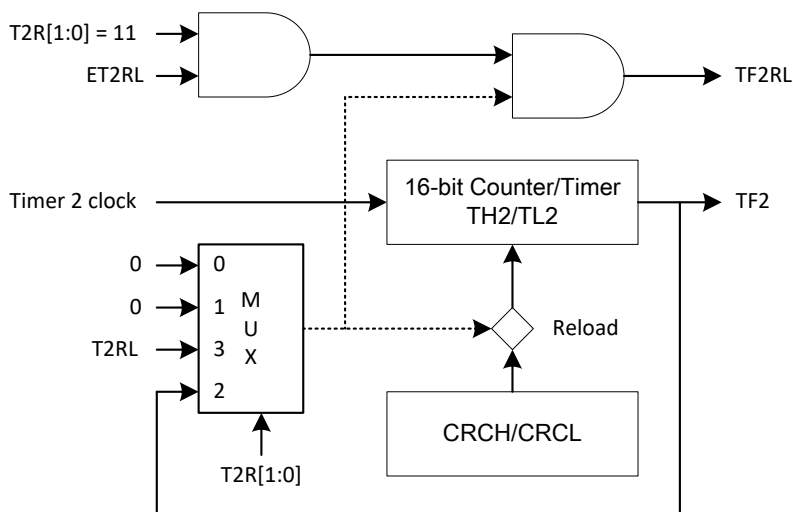 T2R[1:0] = 11
ET2RL
TF2RL
Timer 2 clock
16-bit Counter/Timer
TH2/TL2
TF2
0
0
0
1
T2RL
3
2
M
U
X
Reload
CRCH/CRCL
T2R[1:0]